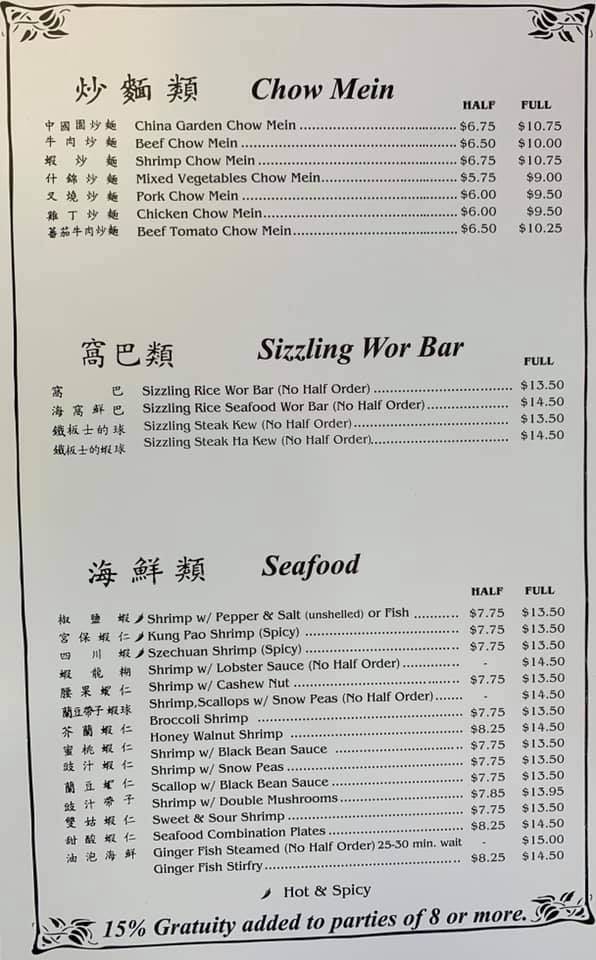 炒麵類 Chow Mein
HALF FULL
中國園炒麵 China Garden Chow Mein $6.75 $10.75
牛肉炒麵 Beef Chow Mein $6.50 $10.00
蝦炒麵 Shrimp Chow Mein $6.75 $10.75
什錦炒麵 Mixed Vegetables Chow Mein $5.75 $9.00
叉燒炒麵 Pork Chow Mein $6.00 $9.50
雞丁炒麵 Chicken Chow Mein $6.00 $9.50
蕃茄牛肉炒麵 Beef Tomato Chow Mein $6.50 $10.25
窩巴類 Sizzling Wor Bar
FULL
窩巴 Sizzling Rice Wor Bar (No Half Order) $13.50
海窩鮮巴 Sizzling Rice Seafood Wor Bar (No Half Order) $14.50
鐵板士的球 Sizzling Steak Kew (No Half Order) $13.50
鐵板士的蝦球 Sizzling Steak Ha Kew (No Half Order) $14.50
海鮮類 Seafood
HALF FULL
椒鹽蝦 Shrimp w/ Pepper & Salt (unshelled) or Fish $7.75 $13.50
宮保蝦仁 Kung Pao Shrimp (Spicy) $7.75 $13.50
四川蝦 Szechuan Shrimp (Spicy) $7.75 $13.50
蝦龍糊 Shrimp w/ Lobster Sauce (No Half Order) - $14.50
腰果蝦仁 Shrimp w/ Cashew Nut $7.75 $13.50
蘭豆帶子蝦球 Shrimp,Scallops w/ Snow Peas (No Half Order) - $14.50
芥蘭蝦仁 Broccoli Shrimp $7.75 $13.50
蜜桃蝦仁 Honey Walnut Shrimp $8.25 $14.50
豉汁蝦仁 Shrimp w/ Black Bean Sauce $7.75 $13.50
蘭豆蝦仁 Shrimp w/ Snow Peas $7.75 $13.50
豉汁帶子 Scallop w/ Black Bean Sauce $7.75 $13.50
雙姑蝦仁 Shrimp w/ Double Mushrooms $7.85 $13.95
甜酸蝦仁 Sweet & Sour Shrimp $7.75 $13.50
油泡海鮮 Seafood Combination Plates $8.25 $14.50
Ginger Fish Steamed (No Half Order) 25-30 min. wait - $15.00
Ginger Fish Stirfry $8.25 $14.50
Hot & Spicy
15% Gratuity added to parties of 8 or more.